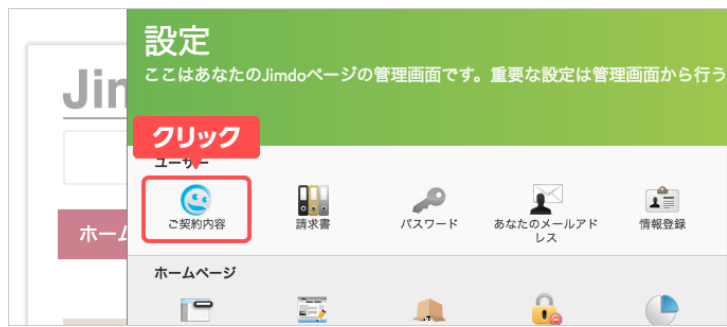 設定
ここはあなたのJimdoページの管理画面です。重要な設定は管理画面から行う
Jin
クリック
ユーザー
ご契約内容
請求書
パスワード
あなたのメールアド
レス
情報登録
ホーム
ホームページ